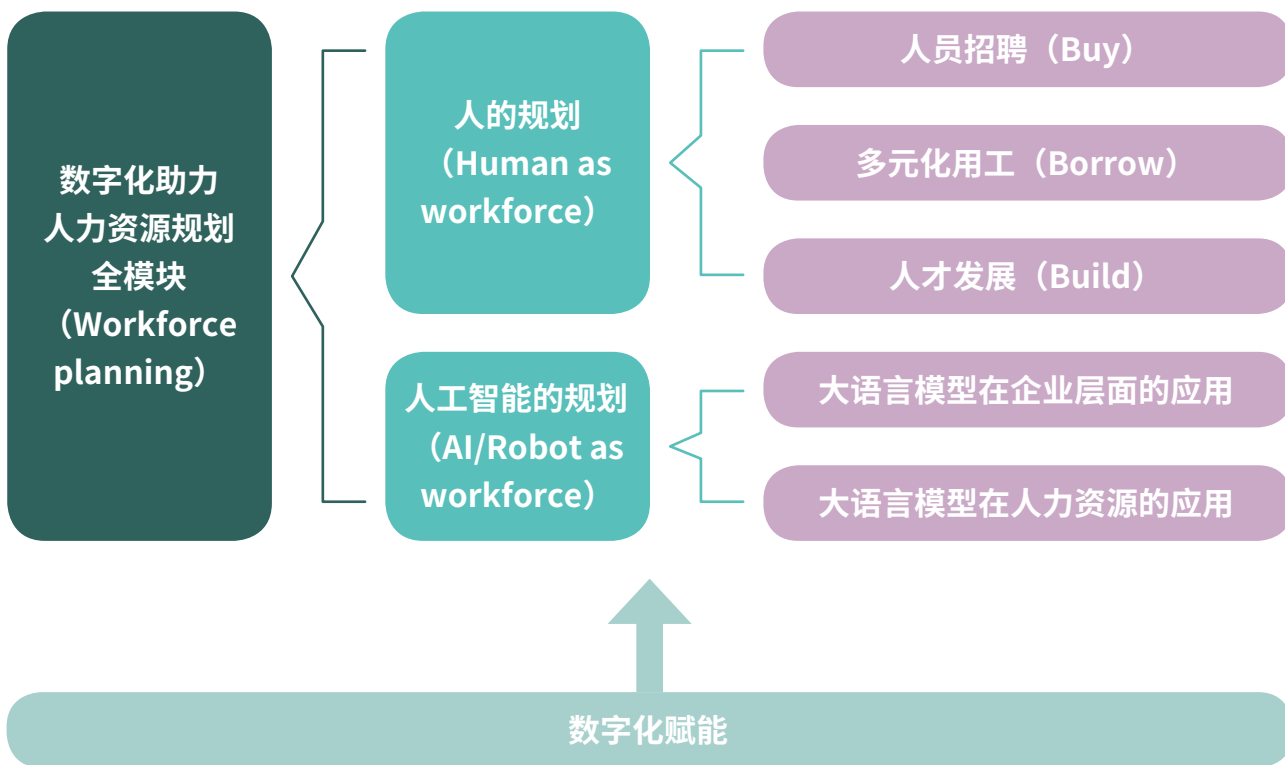 数字化助力
人力资源规划
全模块
（Workforce
planning）
人的规划
（Human as
workforce）
人员招聘（Buy）
多元化用工（Borrow）
人才发展（Build）
人工智能的规划
（AI/Robot as
workforce）
大语言模型在企业层面的应用
大语言模型在人力资源的应用
数字化赋能